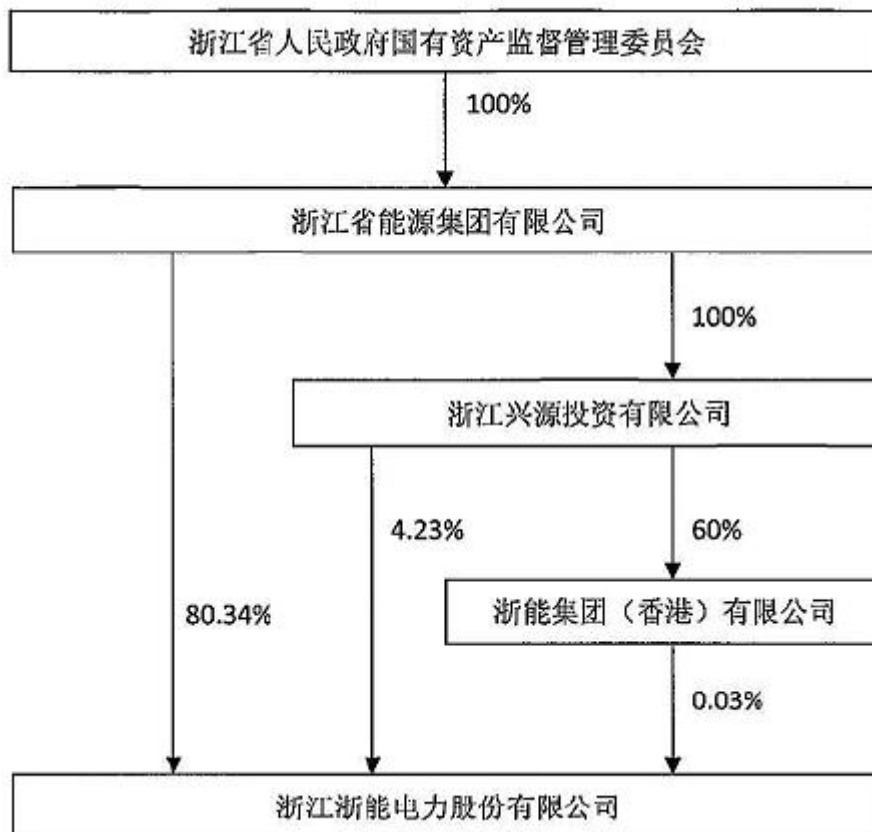 浙江省人民政府国有资产监督管理委员会
100%
浙江省能源集团有限公司
100%
浙江兴源投资有限公司
4.23%
60%
80.34%
浙能集团（香港）有限公司
0.03%
浙江浙能电力股份有限公司